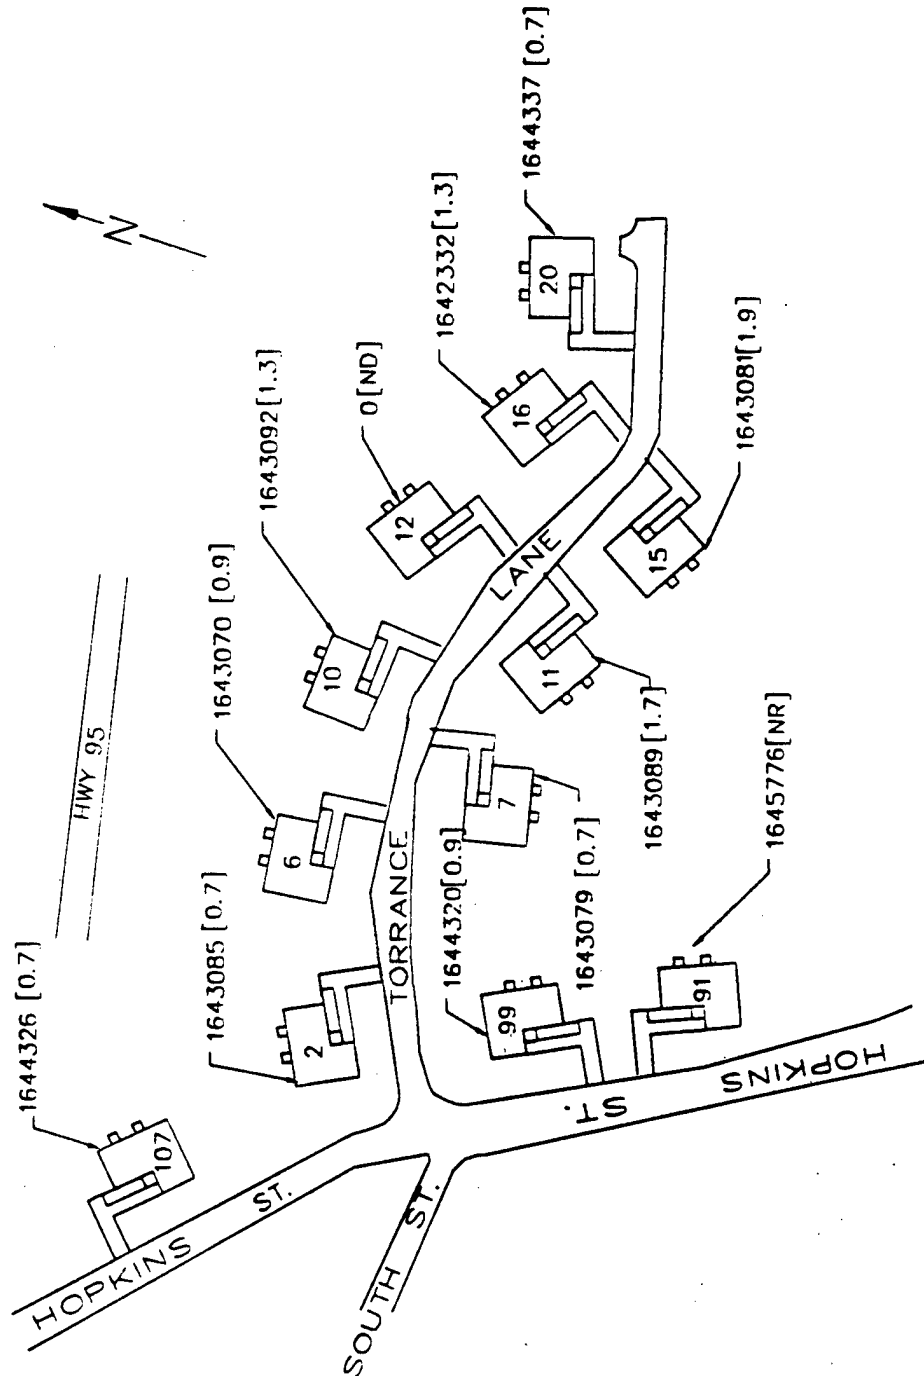 N
HWY 95
1644326 [0.7]
1643085 [0.7]
1643070 [0.9]
1643092 [1.3]
0[ND]
1642332[1.3]
1644337 [0.7]
107
2
6
10
12
16
20
HOPKINS ST.
SOUTH ST.
TORRANCE LANE
HOPKINS ST.
99
91
7
11
15
1644320[0.9]
1643079 [0.7]
1645776[NR]
1643089 [1.7]
1643081[1.9]